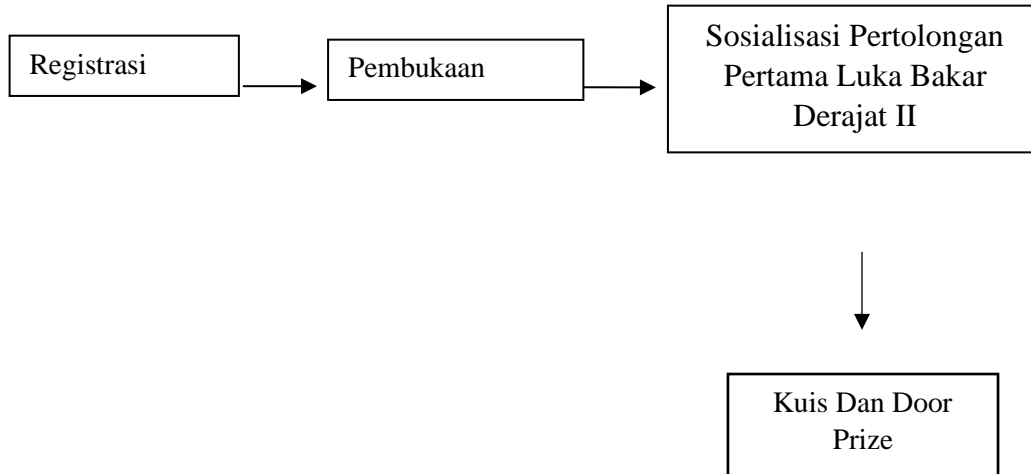 Registrasi
Pembukaan
Sosialisasi Pertolongan
Pertama Luka Bakar
Derajat II
Kuis Dan Door
Prize